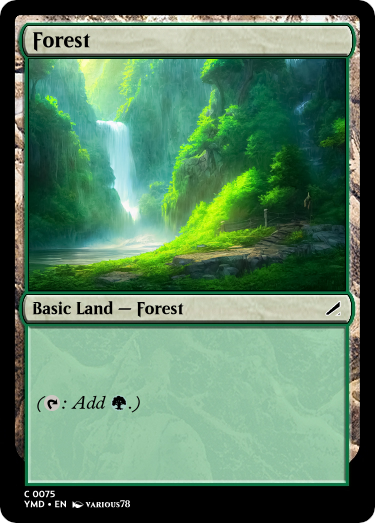 Forest
Basic Land — Forest
(: Add .)
C 0075
YMD • EN VARIOUS78